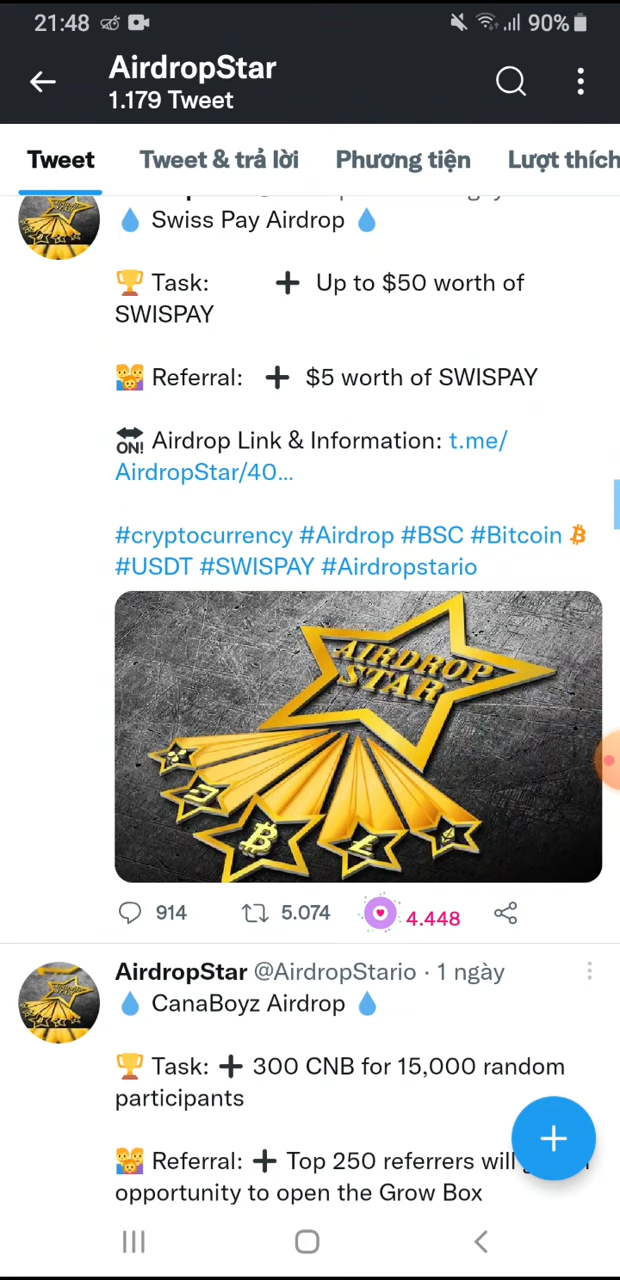 21:48 90%
AirdropStar
1.179 Tweet
Tweet Tweet & trả lời Phương tiện Lượt thích
Swiss Pay Airdrop
Task: ➕ Up to $50 worth of
SWISPAY
Referral: ➕ $5 worth of SWISPAY
ON! Airdrop Link & Information: t.me/
AirdropStar/40…
#cryptocurrency #Airdrop #BSC #Bitcoin
#USDT #SWISPAY #Airdropstario
AIRDROP
STAR
914 5.074 4.448
AirdropStar @AirdropStario · 1 ngày
CanaBoyz Airdrop
Task: ➕ 300 CNB for 15,000 random
participants
Referral: ➕ Top 250 referrers will
opportunity to open the Grow Box